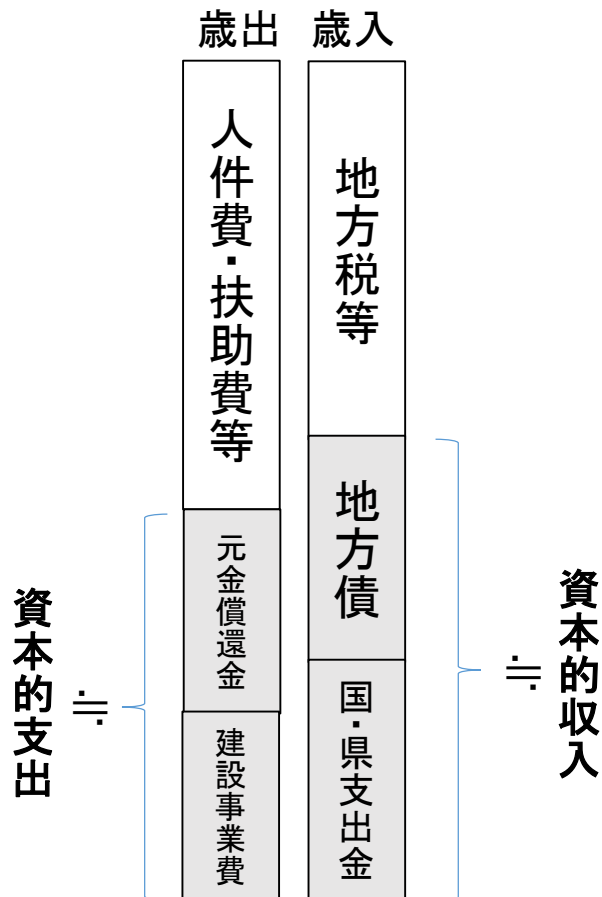 歳出 歳入
人件費・扶助費等
元金償還金
建設事業費
地方税等
地方債
国・県支出金
資本的支出
≒
≒
資本的収入